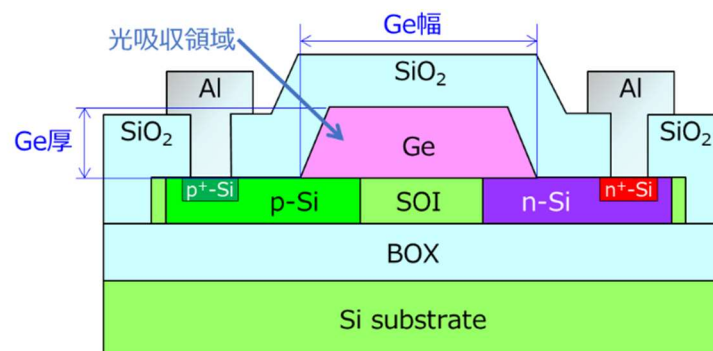 Ge幅
光吸収領域
SiO₂
Al
Al
SiO₂
SiO₂
Ge厚
Ge
p⁺-Si
n⁺-Si
p-Si
SOI
n-Si
BOX
Si substrate